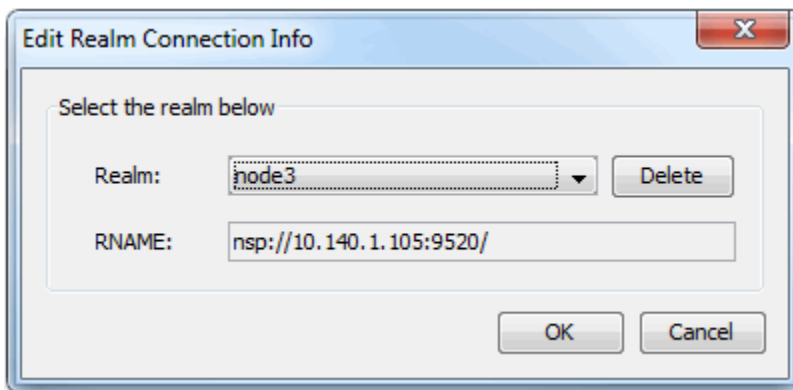 Edit Realm Connection Info
Select the realm below
Realm: node3 Delete
RNAME: nsp://10.140.1.105:9520/
OK Cancel